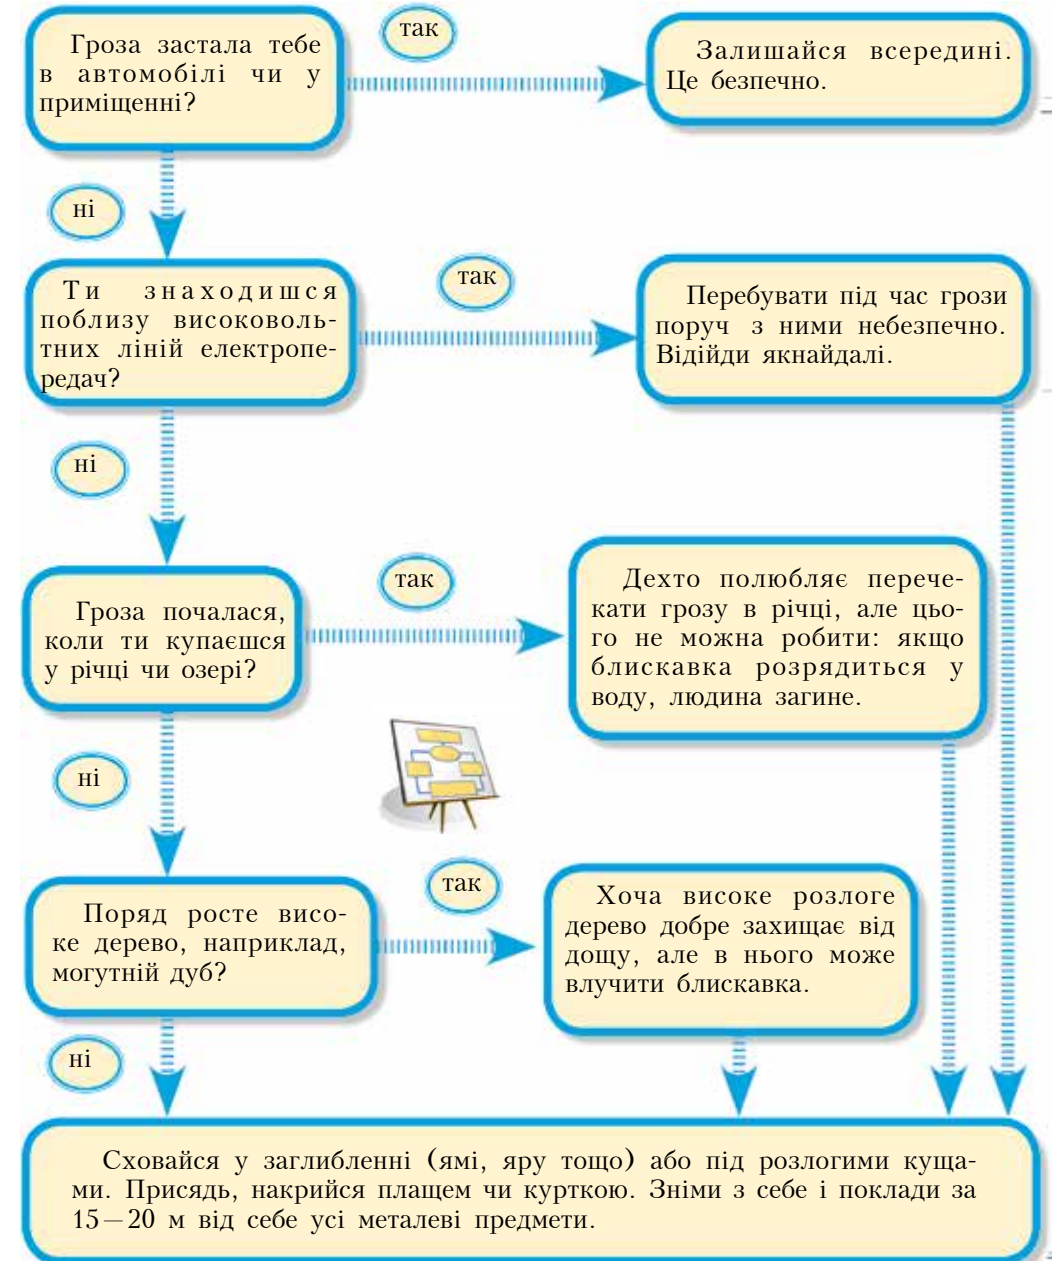 Гроза застала тебе
в автомобілі чи у
приміщенні?
так
Залишайся всередині.
Це безпечно.
ні
Ти знаходишся
поблизу високоволь-
тних ліній електропе-
редач?
так
Перебувати під час грози
поруч з ними небезпечно.
Відійди якнайдалі.
ні
Гроза почалася,
коли ти купаєшся
у річці чи озері?
так
Дехто полюбляє перече-
кати грозу в річці, але цьо-
го не можна робити: якщо
блискавка розрядиться у
воду, людина загине.
ні
Поряд росте висо-
ке дерево, наприклад,
могутній дуб?
так
Хоча високе розлоге
дерево добре захищає від
дощу, але в нього може
влучити блискавка.
ні
Сховайся у заглибленні (ямі, яру тощо) або під розлогими куща-
ми. Присядь, накрийся плащем чи курткою. Зніми з себе і поклади за
15—20 м від себе усі металеві предмети.